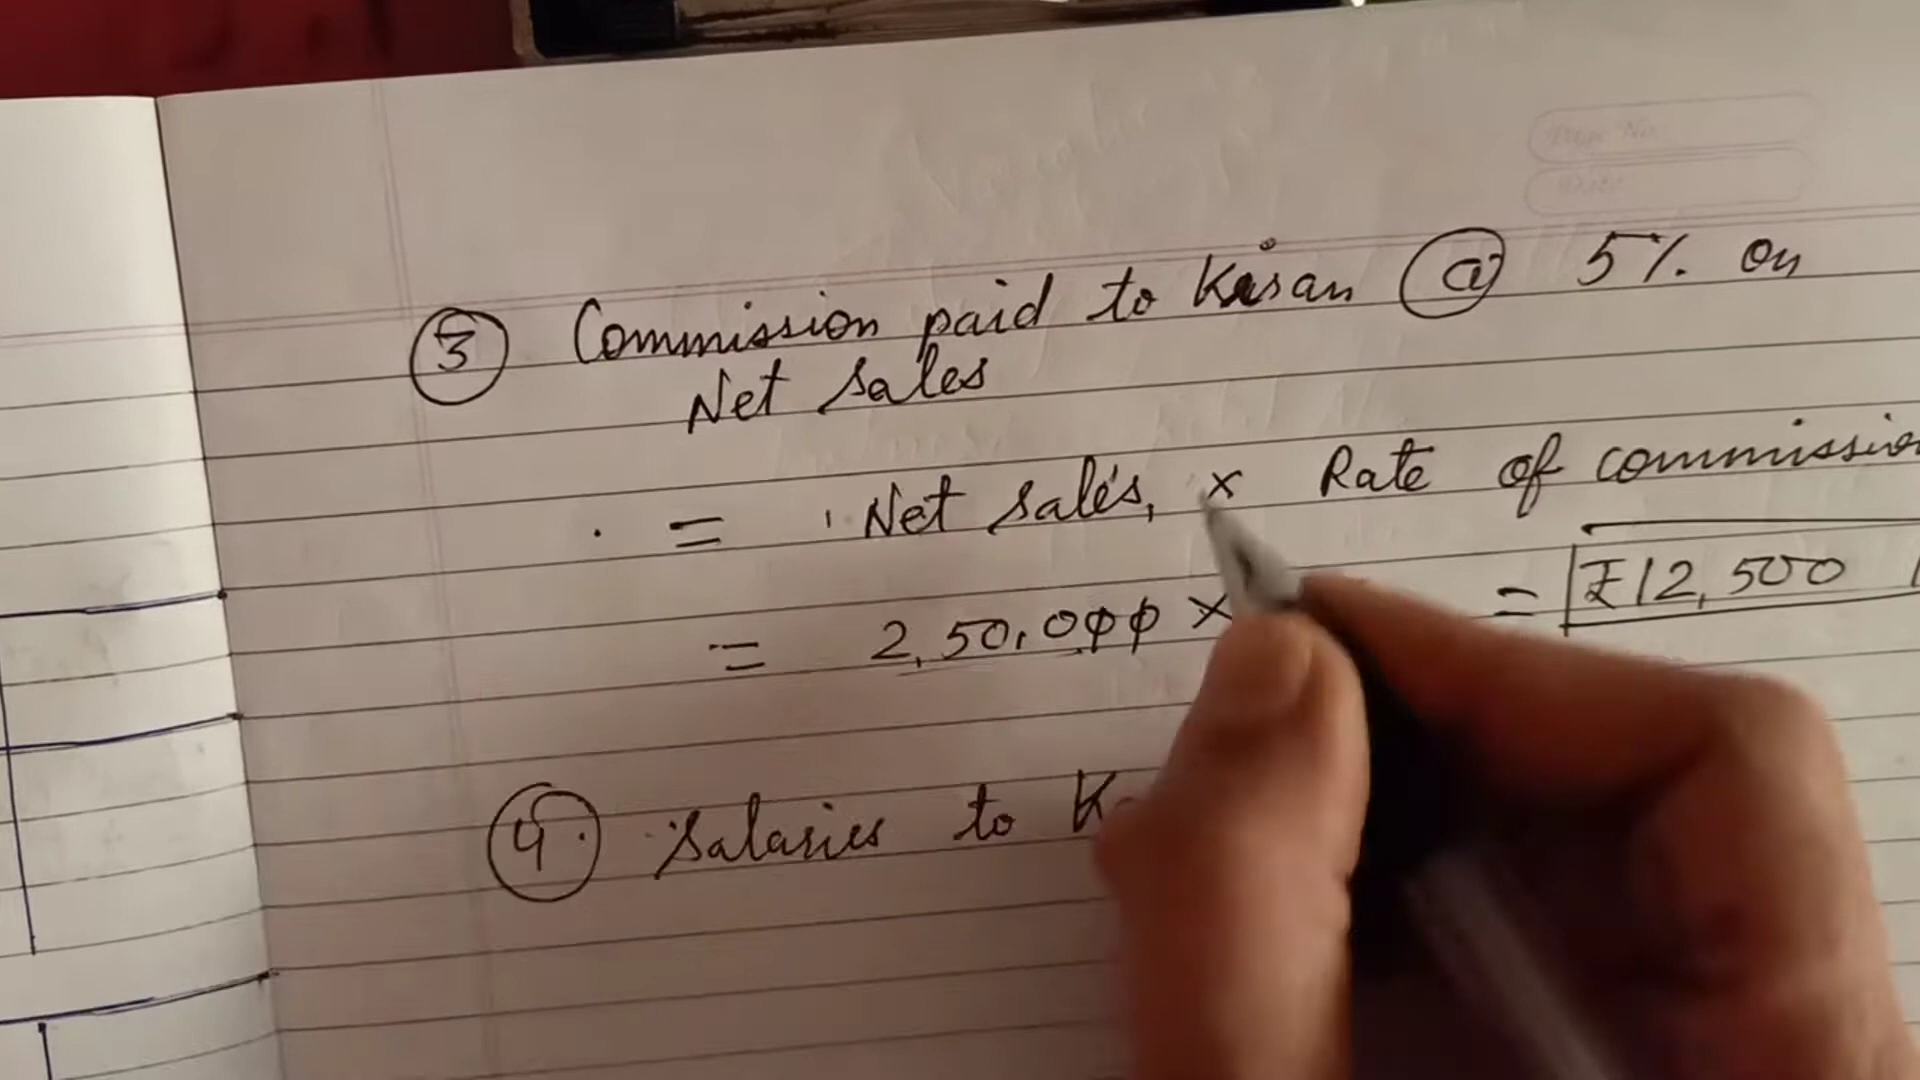 3 Commission paid to Kisan @ 5% on
Net sales
= Net sales, × Rate of commission
= 2,50,000 × = ₹12,500
4. Salaries to